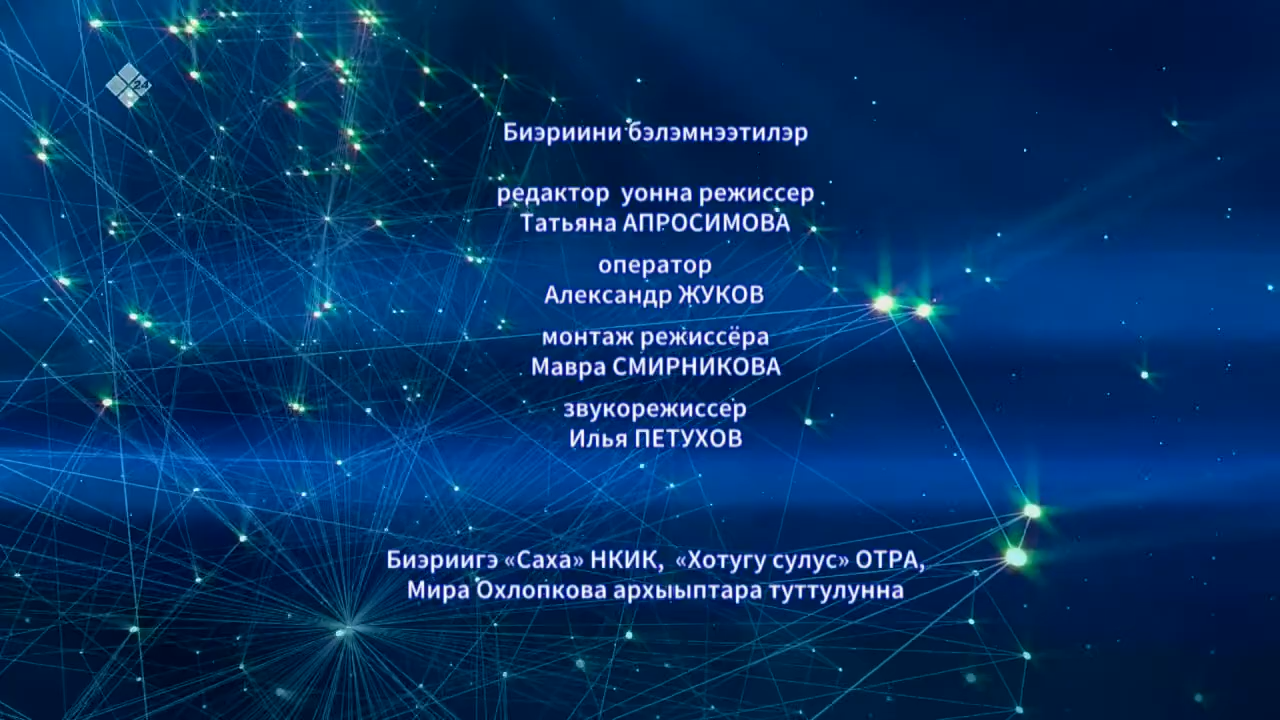 24
Биэриини бэлэмнээтилэр
редактор уонна режиссер
Татьяна АПРОСИМОВА
оператор
Александр ЖУКОВ
монтаж режиссёра
Мавра СМИРНИКОВА
звукорежиссер
Илья ПЕТУХОВ
Биэриигэ «Саха» НКИК, «Хотугу сулус» ОТРА,
Мира Охлопкова архыыптара туттулунна